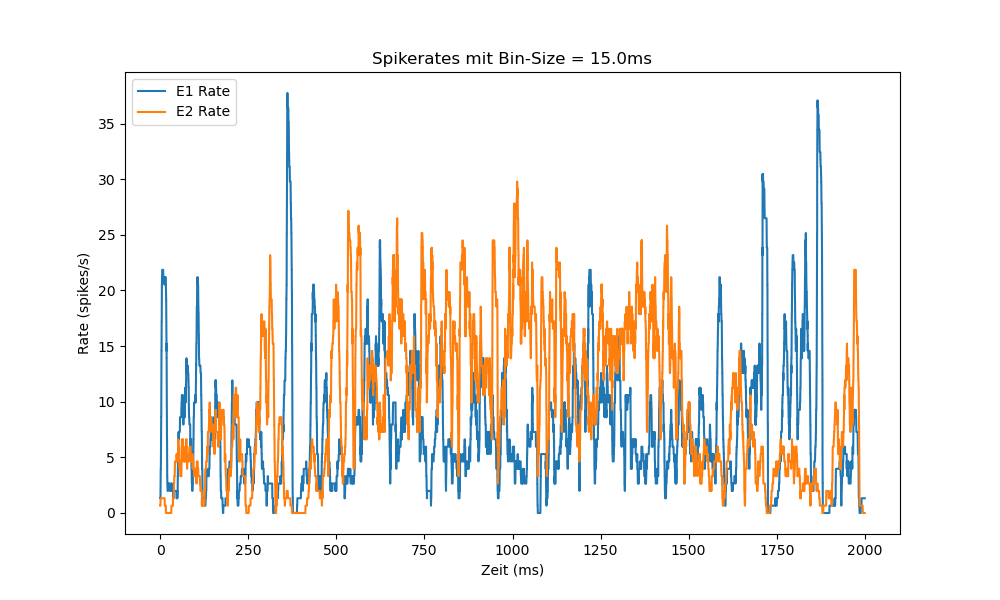 Spikerates mit Bin-Size = 15.0ms
E1 Rate
E2 Rate
35
30
25
20
15
10
5
0
Rate (spikes/s)
0 250 500 750 1000 1250 1500 1750 2000
Zeit (ms)